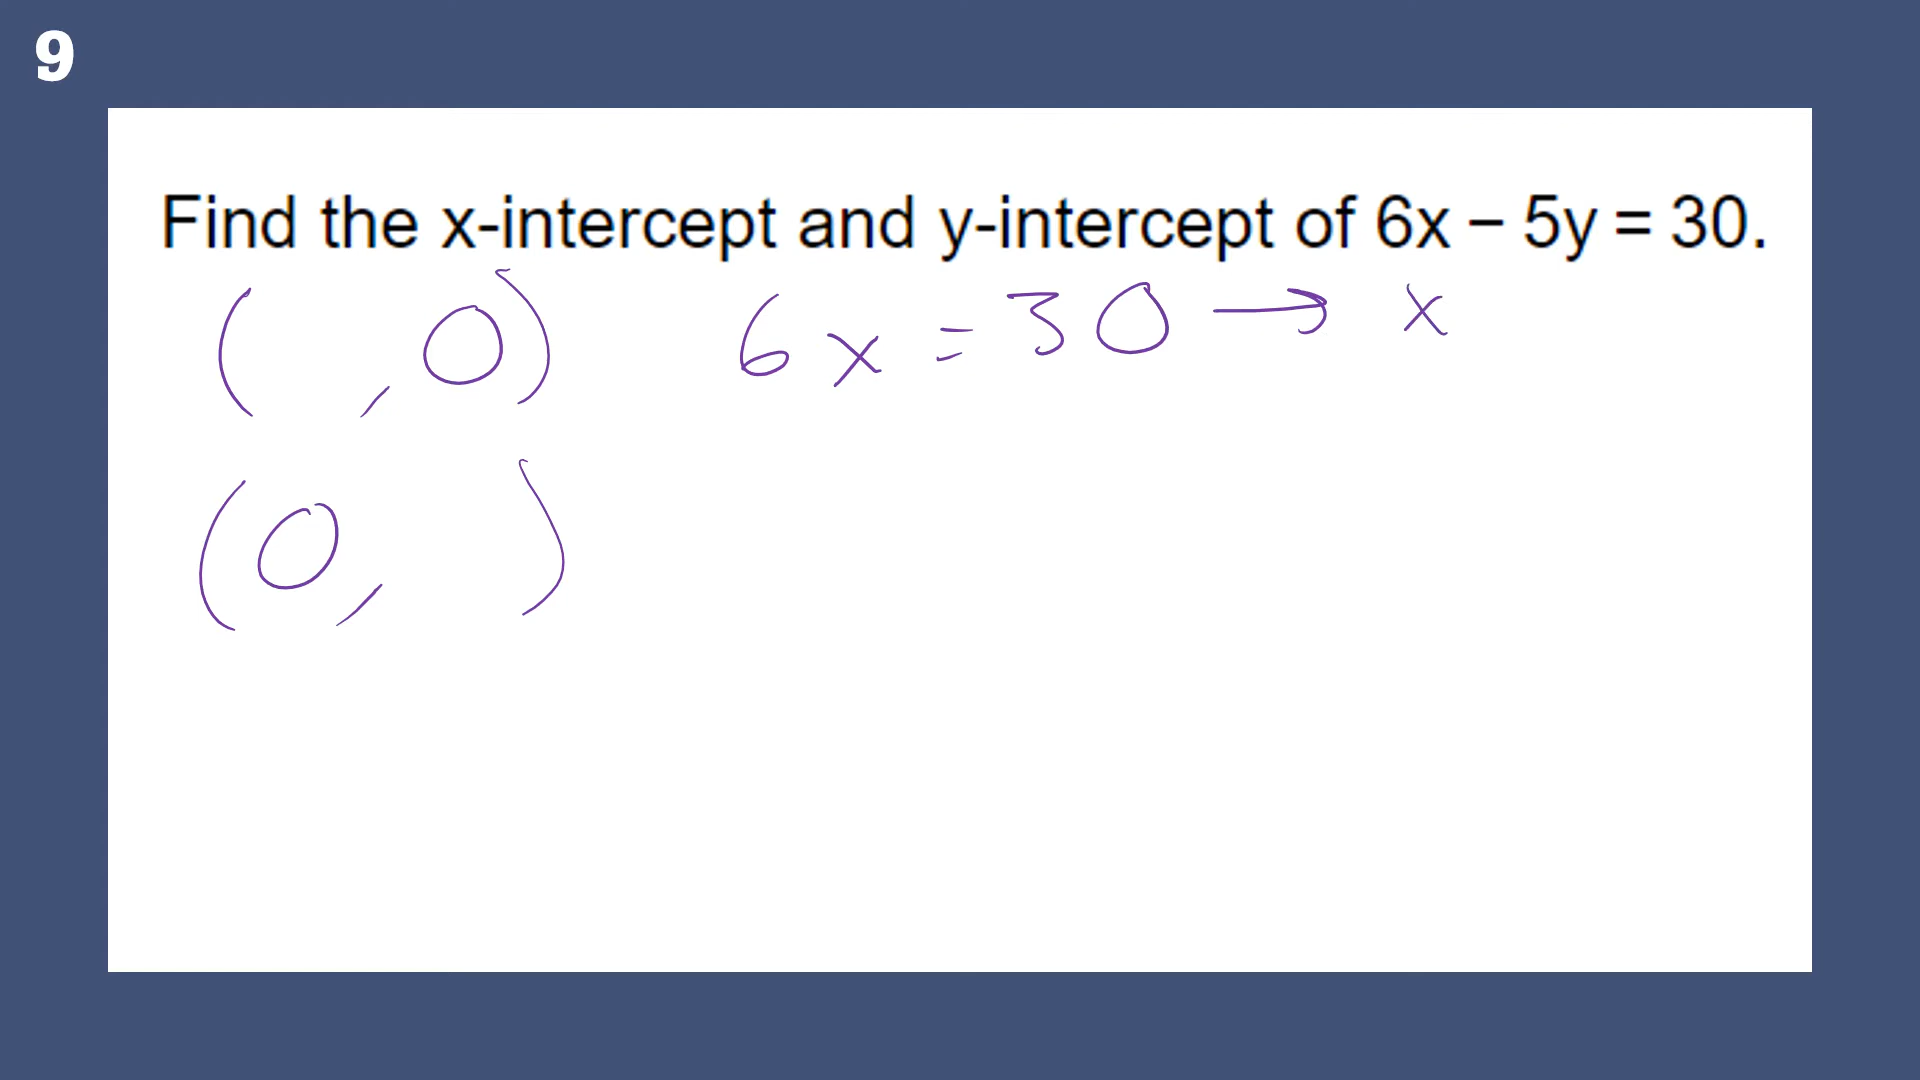 9
Find the x-intercept and y-intercept of 6x − 5y = 30.
( , 0) 6x = 30 → x
(0, )